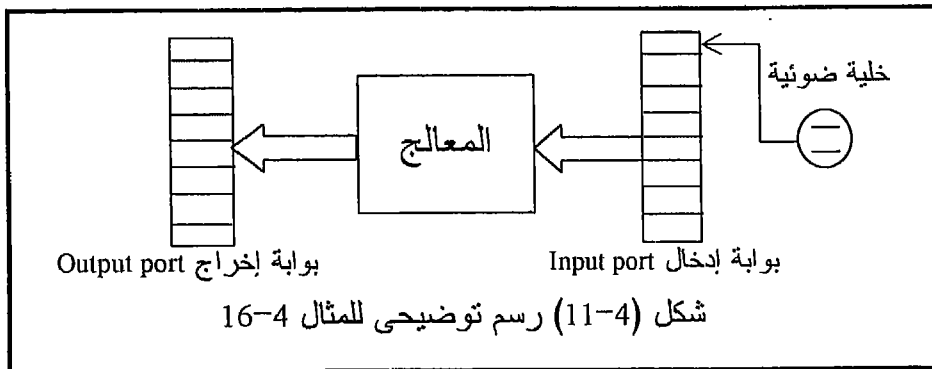 خلية ضوئية
المعالج
بوابة إدخال Input port
بوابة إخراج Output port
شكل (4-11) رسم توضيحى للمثال 4-16